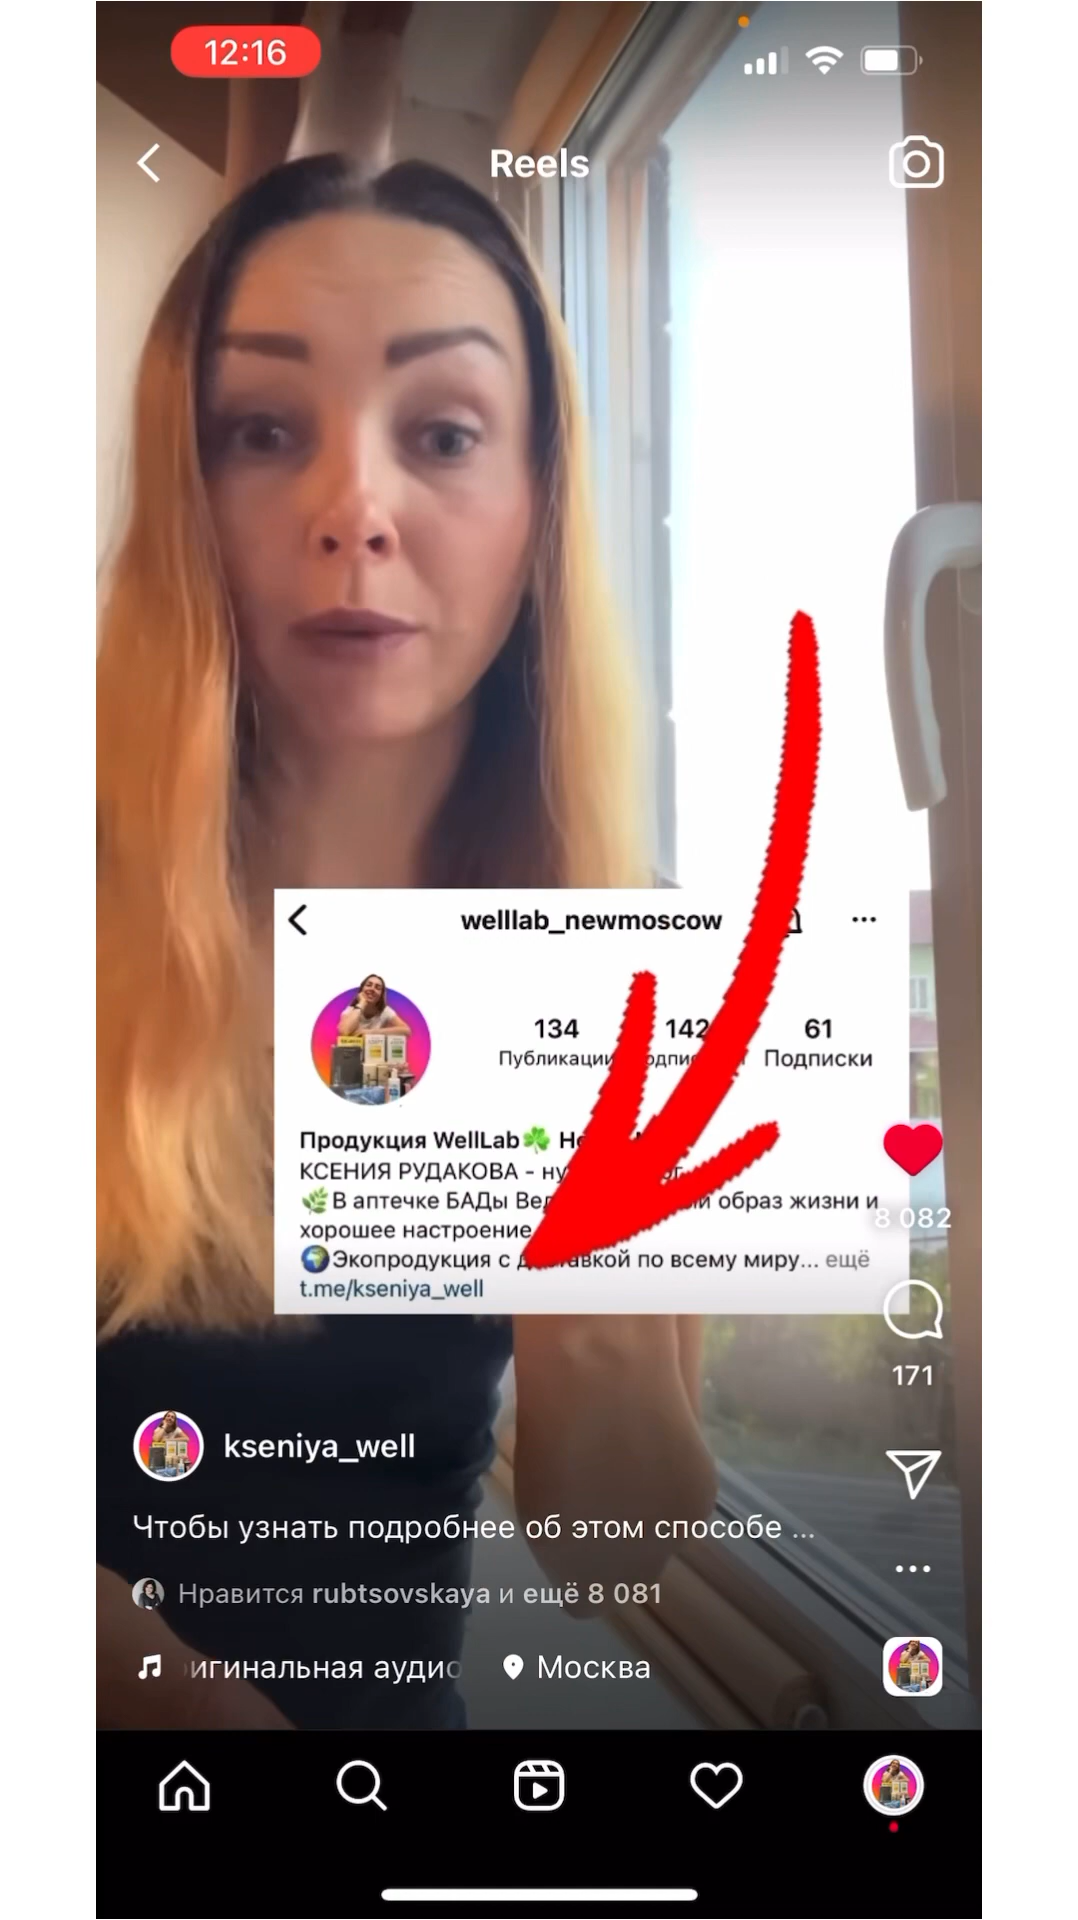 12:16
Reels
welllab_newmoscow
134
142
61
Публикации
Подписки
Продукция WellLab☘️
КСЕНИЯ РУДАКОВА -
🌿В аптечке БАДы образ жизни и
хорошее настроение
🌍Экопродукция с доставкой по всему миру... ещё
t.me/kseniya_well
8 082
171
kseniya_well
Чтобы узнать подробнее об этом способе ...
Нравится rubtsovskaya и ещё 8 081
игинальная аудио
Москва